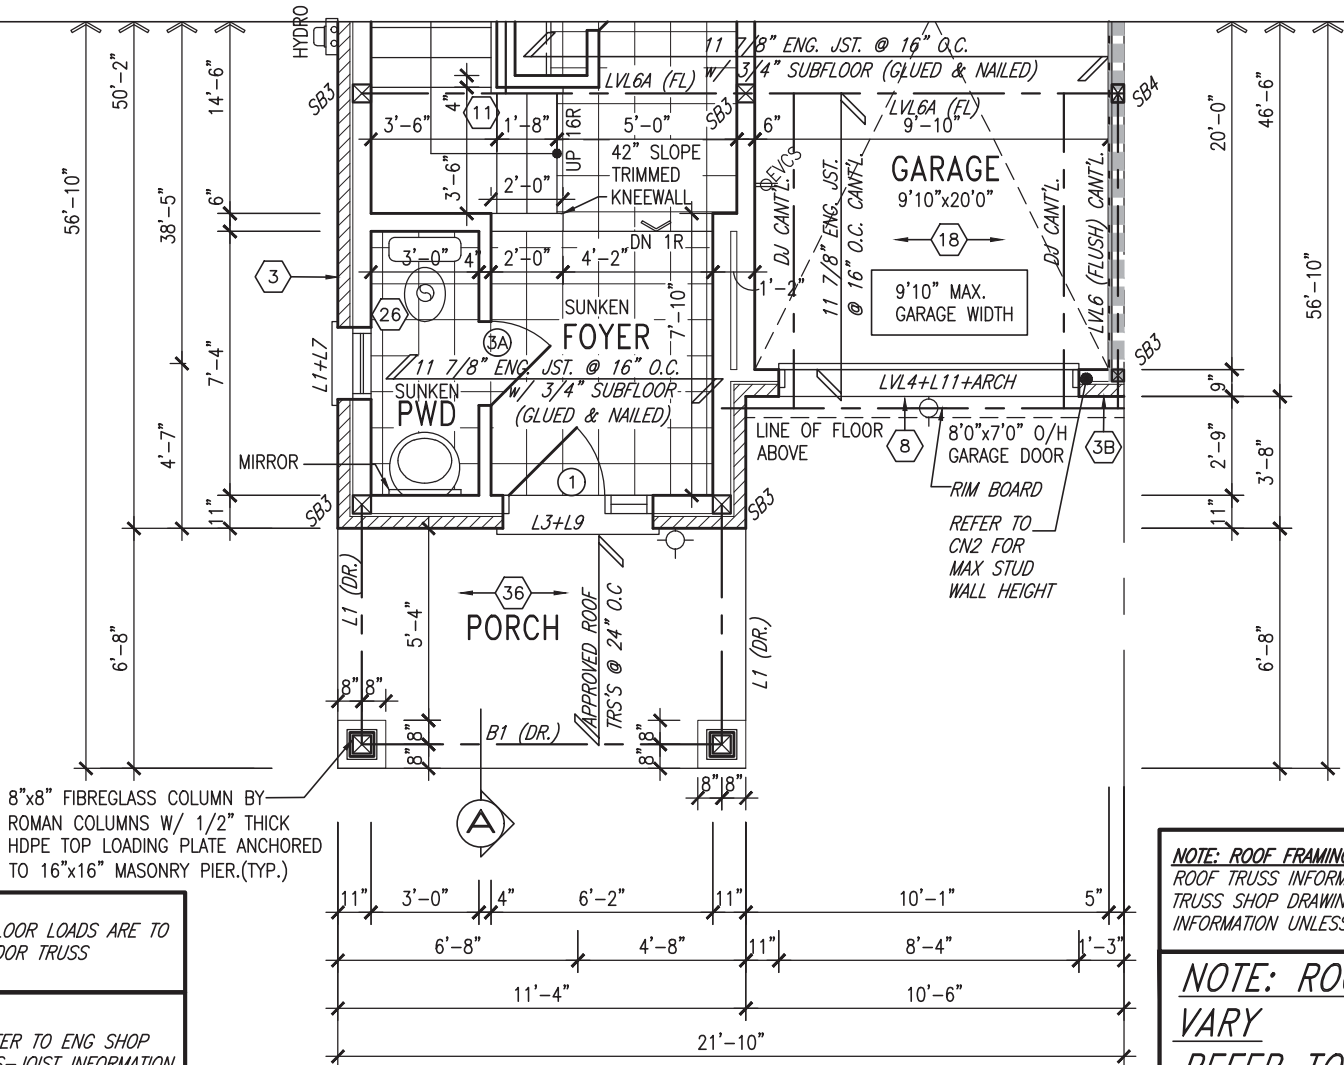 HYDRO
50'-2"
14'-6"
56'-10"
38'-5"
6"
7'-4"
4'-7"
11"
6'-8"
SB3
3
L1+L7
MIRROR
SB3
11 7/8" ENG. JST. @ 16" O.C.
W/ 3/4" SUBFLOOR (GLUED & NAILED)
LVL6A (FL)
LVL6A (FL)
SB3
SB4
4"
11
3'-6"
1'-8"
5'-0"
6"
9'-10"
UP 16R
3'-6"
2'-0"
42" SLOPE
TRIMMED
KNEEWALL
DN 1R
3'-0"
4"
2'-0"
4'-2"
1'-2"
7'-10"
EVCS
DJ CANT'L.
11 7/8" ENG. JST.
@ 16" O.C. CANT'L.
GARAGE
9'10"x20'0"
18
9'10" MAX.
GARAGE WIDTH
DJ CANT'L.
LVL6 (FLUSH) CANT'L.
SB3
26
3A
SUNKEN
FOYER
11 7/8" ENG. JST. @ 16" O.C.
W/ 3/4" SUBFLOOR
(GLUED & NAILED)
SUNKEN
PWD
1
L3+L9
SB3
LVL4+L11+ARCH
LINE OF FLOOR
ABOVE
8
8'0"x7'0" O/H
GARAGE DOOR
3B
RIM BOARD
REFER TO
CN2 FOR
MAX STUD
WALL HEIGHT
20'-0"
46'-6"
56'-10"
9"
2'-9"
3'-8"
11"
6'-8"
L1 (DR.)
36
PORCH
5'-4"
APPROVED ROOF
TRS'S @ 24" O.C
L1 (DR.)
8" 8"
8"
8"
B1 (DR.)
8"
8"
8" 8"
A
8"x8" FIBREGLASS COLUMN BY
ROMAN COLUMNS W/ 1/2" THICK
HDPE TOP LOADING PLATE ANCHORED
TO 16"x16" MASONRY PIER.(TYP.)
11" 3'-0" 4" 6'-2" 11" 10'-1" 5"
6'-8" 4'-8" 11" 8'-4" 1'-3"
11'-4" 10'-6"
21'-10"
LOOR LOADS ARE TO
OOR TRUSS
ER TO ENG SHOP
S-JOIST INFORMATION
NOTE: ROOF FRAMING
ROOF TRUSS INFORM
TRUSS SHOP DRAWIN
INFORMATION UNLESS
NOTE: ROO
VARY
REFER TO